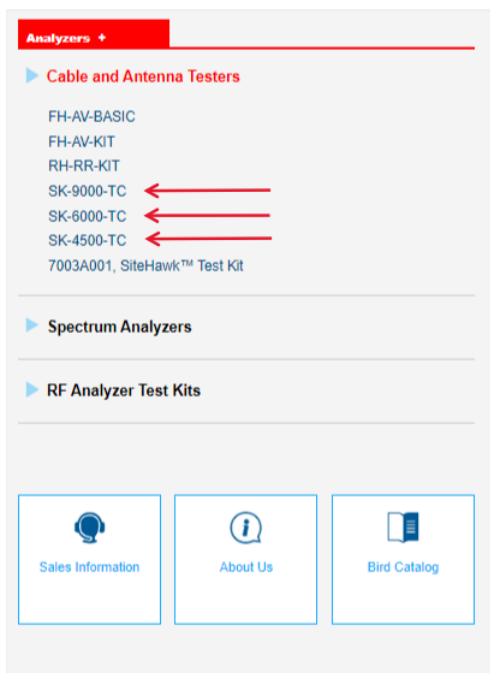 Analyzers +
Cable and Antenna Testers
FH-AV-BASIC
FH-AV-KIT
RH-RR-KIT
SK-9000-TC
SK-6000-TC
SK-4500-TC
7003A001, SiteHawk™ Test Kit
Spectrum Analyzers
RF Analyzer Test Kits
Sales Information
About Us
Bird Catalog